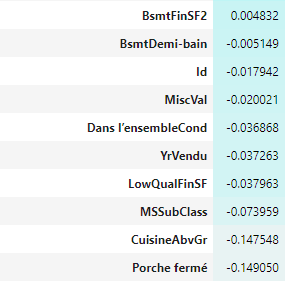 BsmtFinSF2 0.004832
BsmtDemi-bain -0.005149
Id -0.017942
MiscVal -0.020021
Dans l'ensembleCond -0.036868
YrVendu -0.037263
LowQualFinSF -0.037963
MSSubClass -0.073959
CuisineAbvGr -0.147548
Porche fermé -0.149050